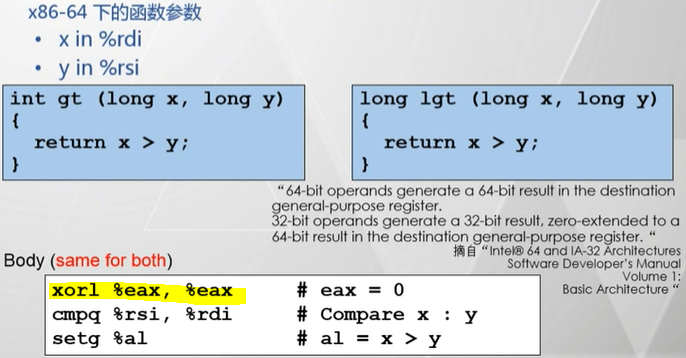 x86-64 下的函数参数
• x in %rdi
• y in %rsi
int gt (long x, long y)
{
  return x > y;
}
long lgt (long x, long y)
{
  return x > y;
}
“64-bit operands generate a 64-bit result in the destination
general-purpose register.
32-bit operands generate a 32-bit result, zero-extended to a
64-bit result in the destination general-purpose register. “
摘自 “Intel® 64 and IA-32 Architectures
Software Developer’s Manual
Volume 1:
Basic Architecture “
Body (same for both)
xorl %eax, %eax # eax = 0
cmpq %rsi, %rdi # Compare x : y
setg %al # al = x > y